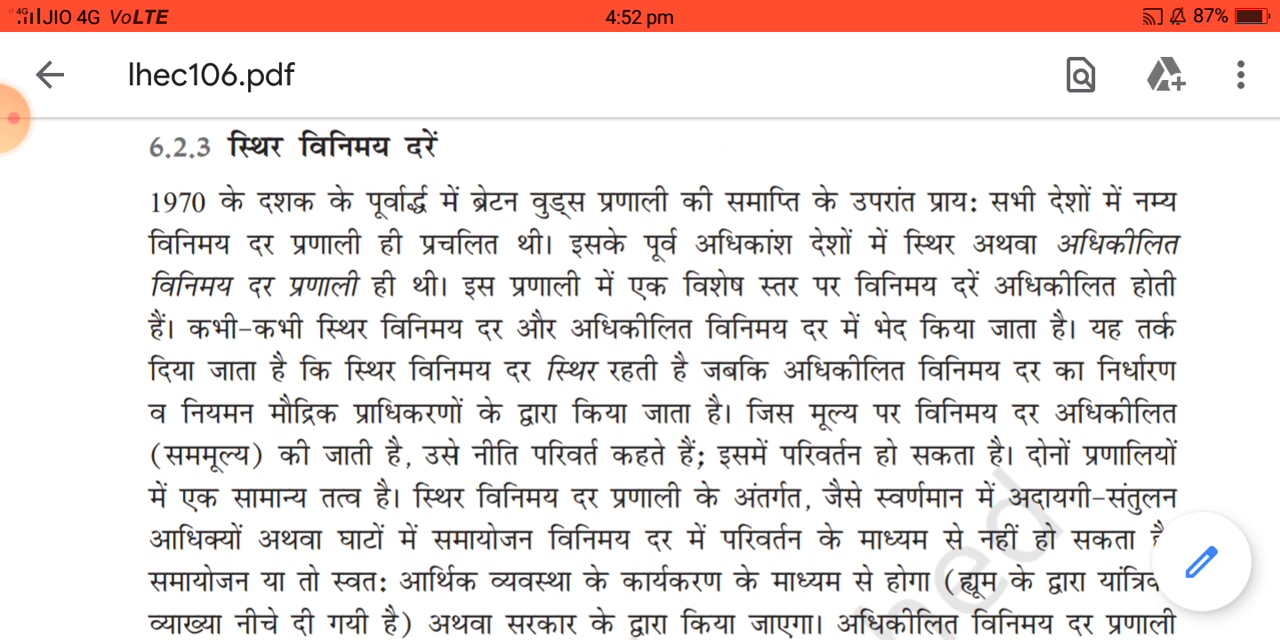 4G JIO 4G VoLTE 4:52 pm 87%
lhec106.pdf
6.2.3 स्थिर विनिमय दरें
1970 के दशक के पूर्वार्द्ध में ब्रेटन वुड्स प्रणाली की समाप्ति के उपरांत प्राय: सभी देशों में नम्य
विनिमय दर प्रणाली ही प्रचलित थी। इसके पूर्व अधिकांश देशों में स्थिर अथवा अधिकीलित
विनिमय दर प्रणाली ही थी। इस प्रणाली में एक विशेष स्तर पर विनिमय दरें अधिकीलित होती
हैं। कभी-कभी स्थिर विनिमय दर और अधिकीलित विनिमय दर में भेद किया जाता है। यह तर्क
दिया जाता है कि स्थिर विनिमय दर स्थिर रहती है जबकि अधिकीलित विनिमय दर का निर्धारण
व नियमन मौद्रिक प्राधिकरणों के द्वारा किया जाता है। जिस मूल्य पर विनिमय दर अधिकीलित
(सममूल्य) की जाती है, उसे नीति परिवर्त कहते हैं; इसमें परिवर्तन हो सकता है। दोनों प्रणालियों
में एक सामान्य तत्व है। स्थिर विनिमय दर प्रणाली के अंतर्गत, जैसे स्वर्णमान में अदायगी-संतुलन
आधिक्यों अथवा घाटों में समायोजन विनिमय दर में परिवर्तन के माध्यम से नहीं हो सकता
समायोजन या तो स्वत: आर्थिक व्यवस्था के कार्यकरण के माध्यम से होगा (ह्यूम के द्वारा
व्याख्या नीचे दी गयी है) अथवा सरकार के द्वारा किया जाएगा। अधिकीलित विनिमय दर प्रणाली